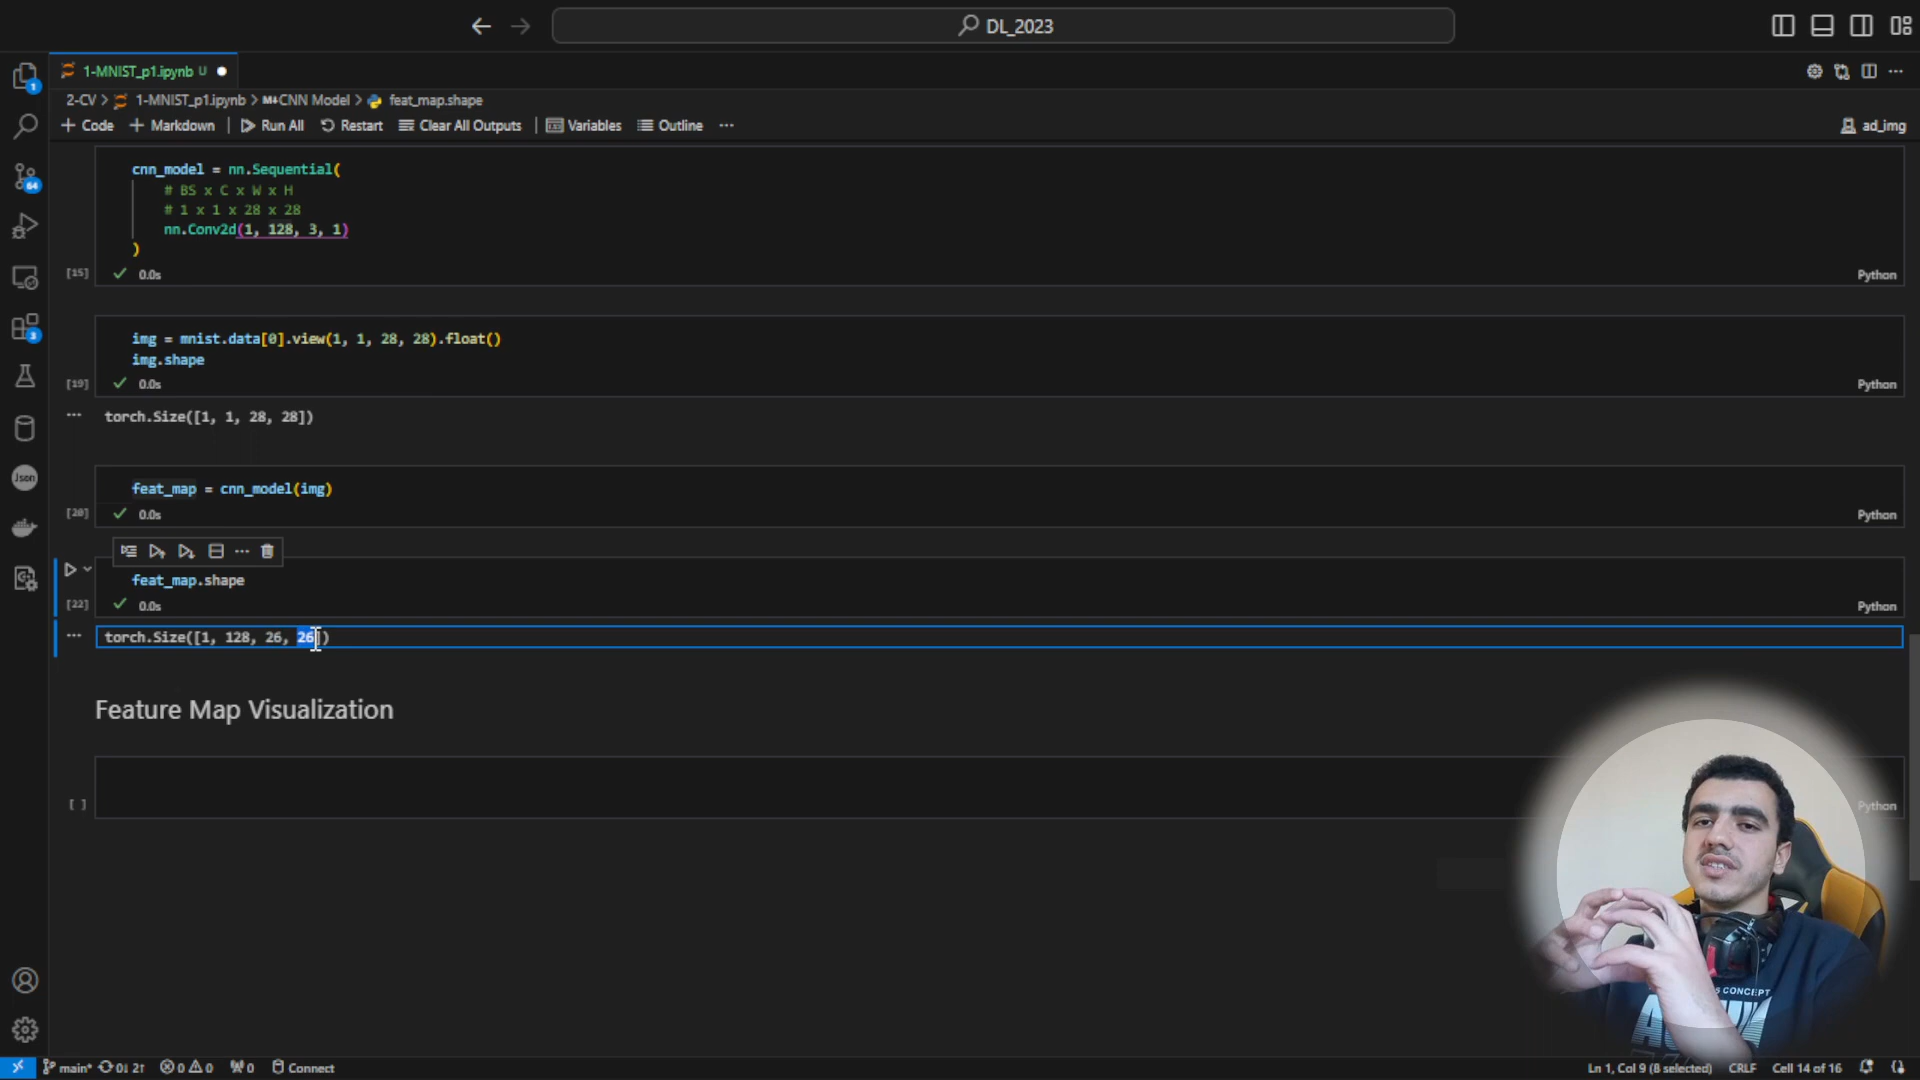 DL_2023
1-MNIST_p1.ipynb U
2-CV > 1-MNIST_p1.ipynb > M↓CNN Model > feat_map.shape
+ Code + Markdown | Run All Restart Clear All Outputs | Variables Outline ...
ad_img
cnn_model = nn.Sequential(
# BS x C x W x H
# 1 x 1 x 28 x 28
nn.Conv2d(1, 128, 3, 1)
)
[15] ✓ 0.0s Python
img = mnist.data[0].view(1, 1, 28, 28).float()
img.shape
[19] ✓ 0.0s Python
... torch.Size([1, 1, 28, 28])
feat_map = cnn_model(img)
[20] ✓ 0.0s Python
feat_map.shape
[22] ✓ 0.0s Python
... torch.Size([1, 128, 26, 26])
Feature Map Visualization
[ ] Python
Json
1
64
3
S CONCEPT
main* 0↓ 2↑ 0 0 0 Connect
Ln 1, Col 9 (8 selected) CRLF Cell 14 of 16